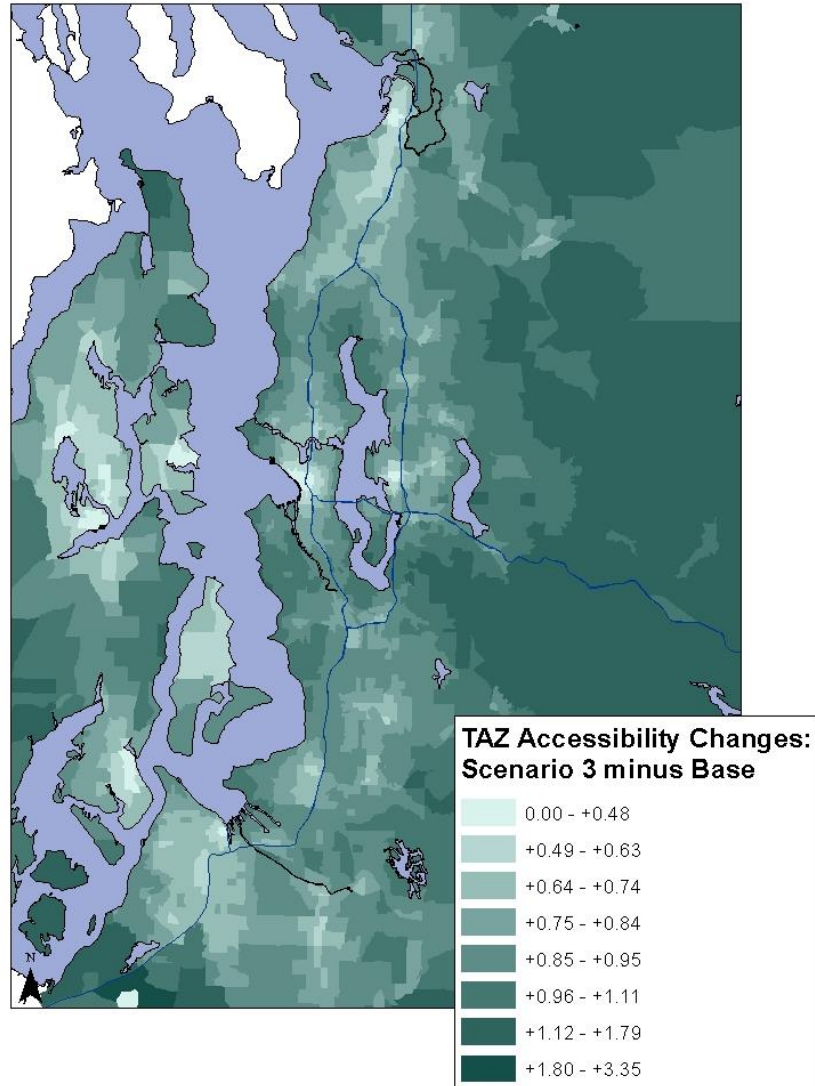 N
TAZ Accessibility Changes:
Scenario 3 minus Base
0.00 - +0.48
+0.49 - +0.63
+0.64 - +0.74
+0.75 - +0.84
+0.85 - +0.95
+0.96 - +1.11
+1.12 - +1.79
+1.80 - +3.35